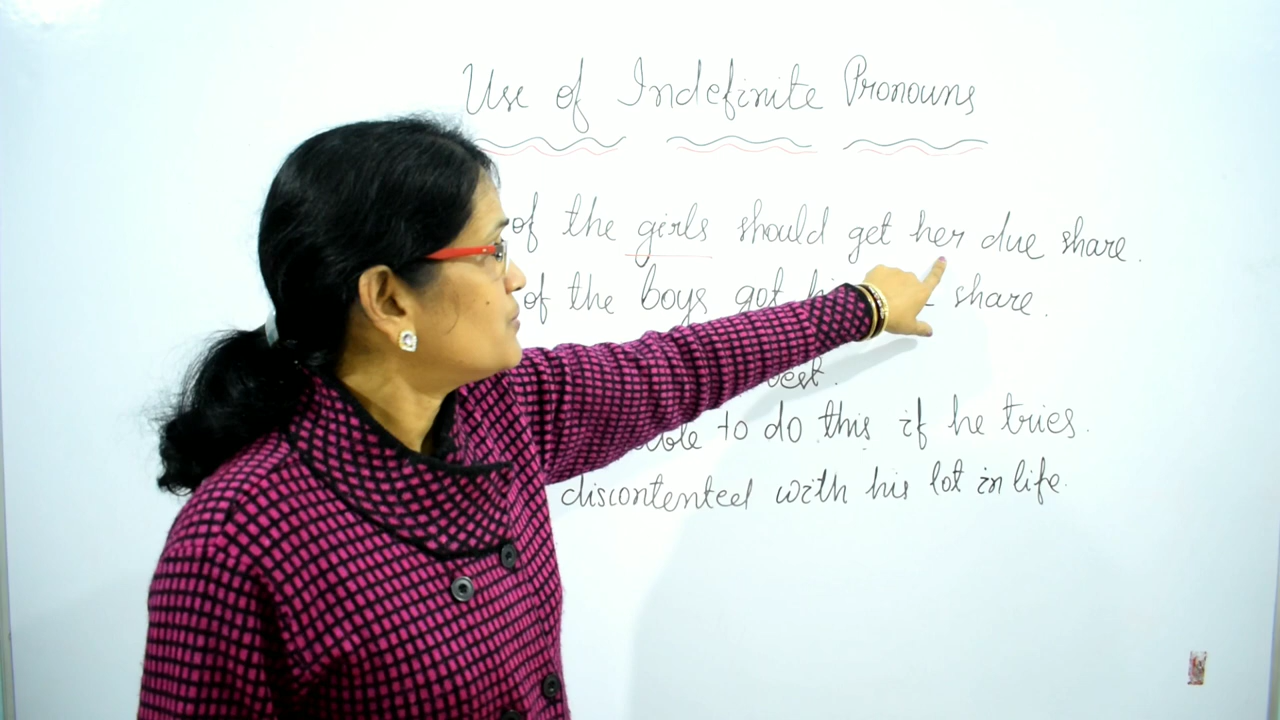 Use of Indefinite Pronouns
of the girls should get her due share.
of the boys got share.
to do this if he tries.
discontented with his lot in life.